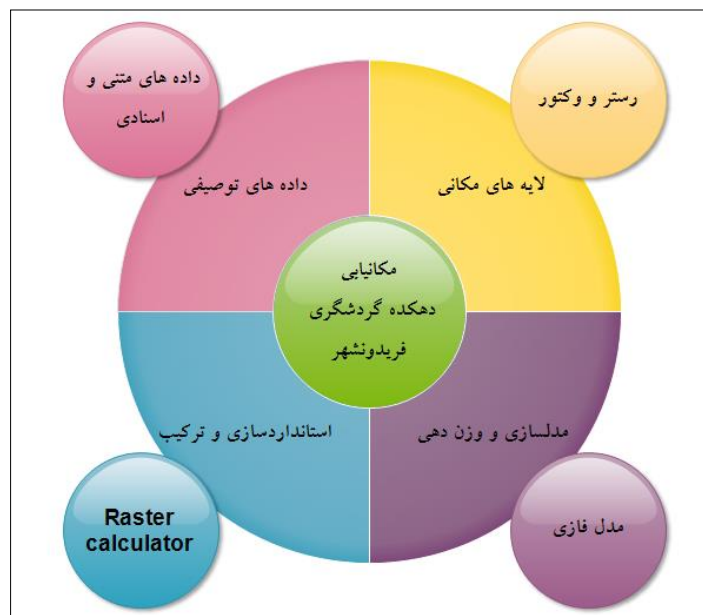 رستر و وکتور
داده های متنی و
اسنادی
لایه های مکانی
داده های توصیفی
مکانیابی
دهکده گردشگری
فریدونشهر
مدلسازی و وزن دهی
استانداردسازی و ترکیب
مدل فازی
Raster
calculator